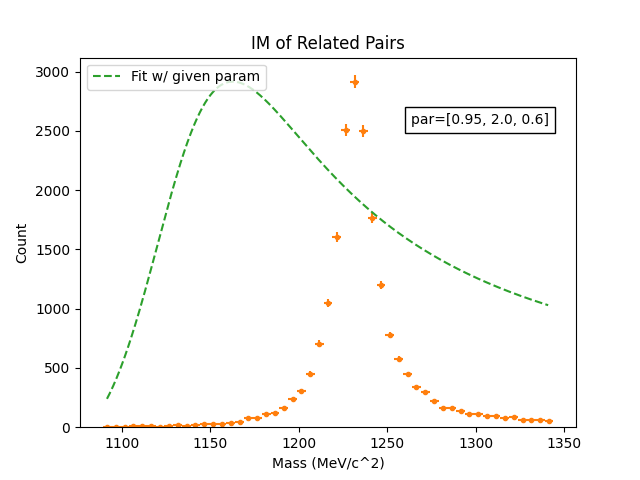 IM of Related Pairs
Fit w/ given param
par=[0.95, 2.0, 0.6]
3000
2500
2000
1500
1000
500
0
Count
1100 1150 1200 1250 1300 1350
Mass (MeV/c^2)